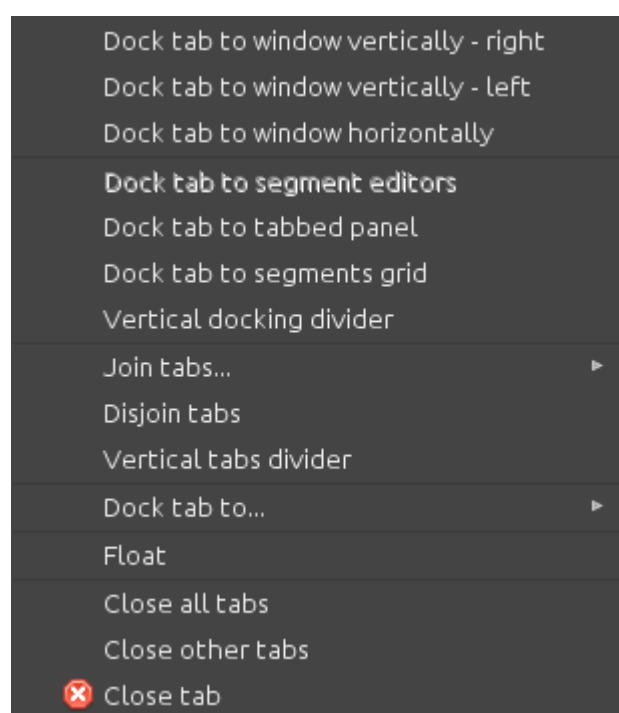 Dock tab to window vertically - right
Dock tab to window vertically - left
Dock tab to window horizontally
Dock tab to segment editors
Dock tab to tabbed panel
Dock tab to segments grid
Vertical docking divider
Join tabs...
Disjoin tabs
Vertical tabs divider
Dock tab to...
Float
Close all tabs
Close other tabs
Close tab